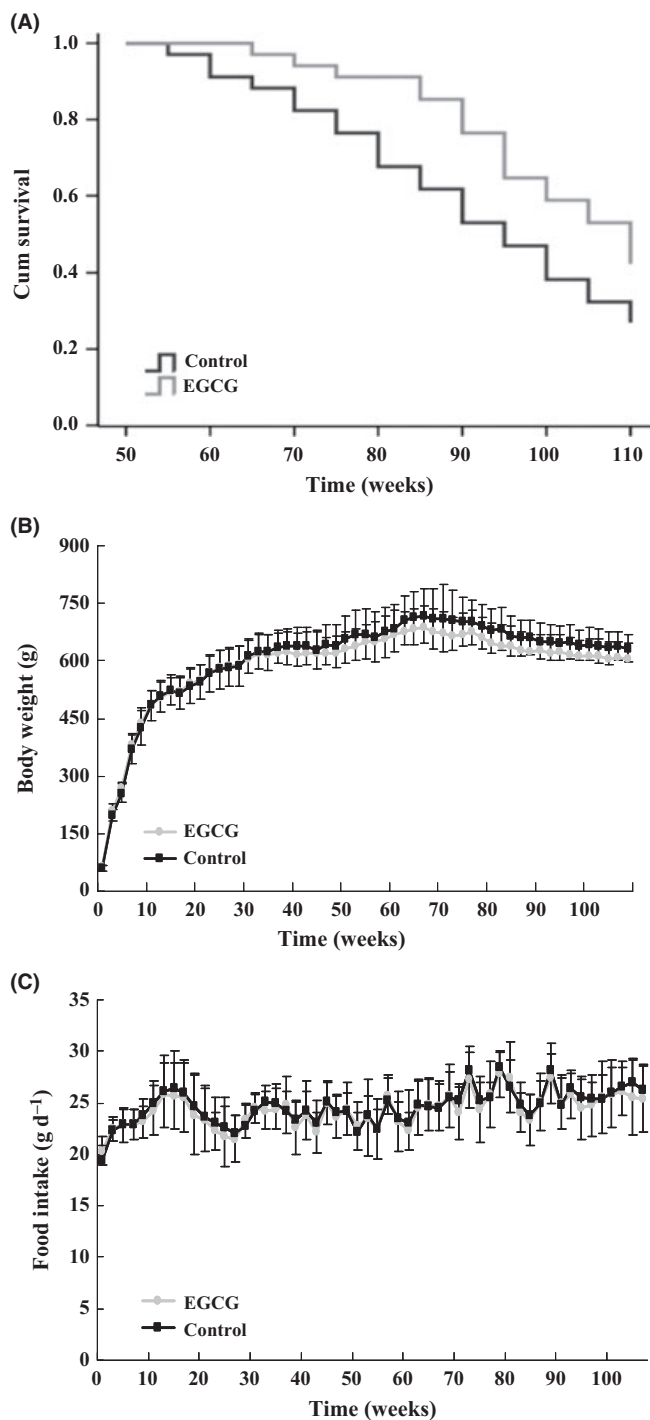 (A)
1.0
0.8
0.6
0.4
0.2
0.0
Cum survival
Control
EGCG
50 60 70 80 90 100 110
Time (weeks)
(B)
900
750
600
450
300
150
0
Body weight (g)
EGCG
Control
0 10 20 30 40 50 60 70 80 90 100
Time (weeks)
(C)
35
30
25
20
15
10
5
0
Food intake (g d⁻¹)
EGCG
Control
0 10 20 30 40 50 60 70 80 90 100
Time (weeks)